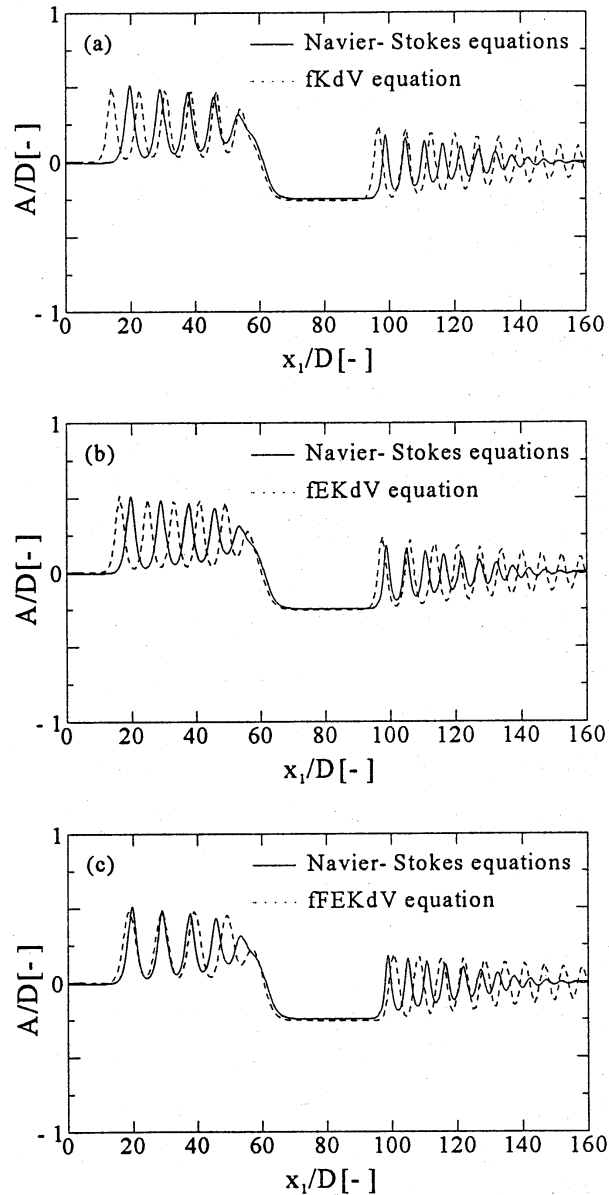 1
(a)
Navier- Stokes equations
fKdV equation
A/D[-]
0
- 1
0 20 40 60 80 100 120 140 160
x₁/D[-]
1
(b)
Navier- Stokes equations
fEKdV equation
A/D[-]
0
- 1
0 20 40 60 80 100 120 140 160
x₁/D[-]
1
(c)
Navier- Stokes equations
fFEKdV equation
A/D[-]
0
- 1
0 20 40 60 80 100 120 140 160
x₁/D[-]